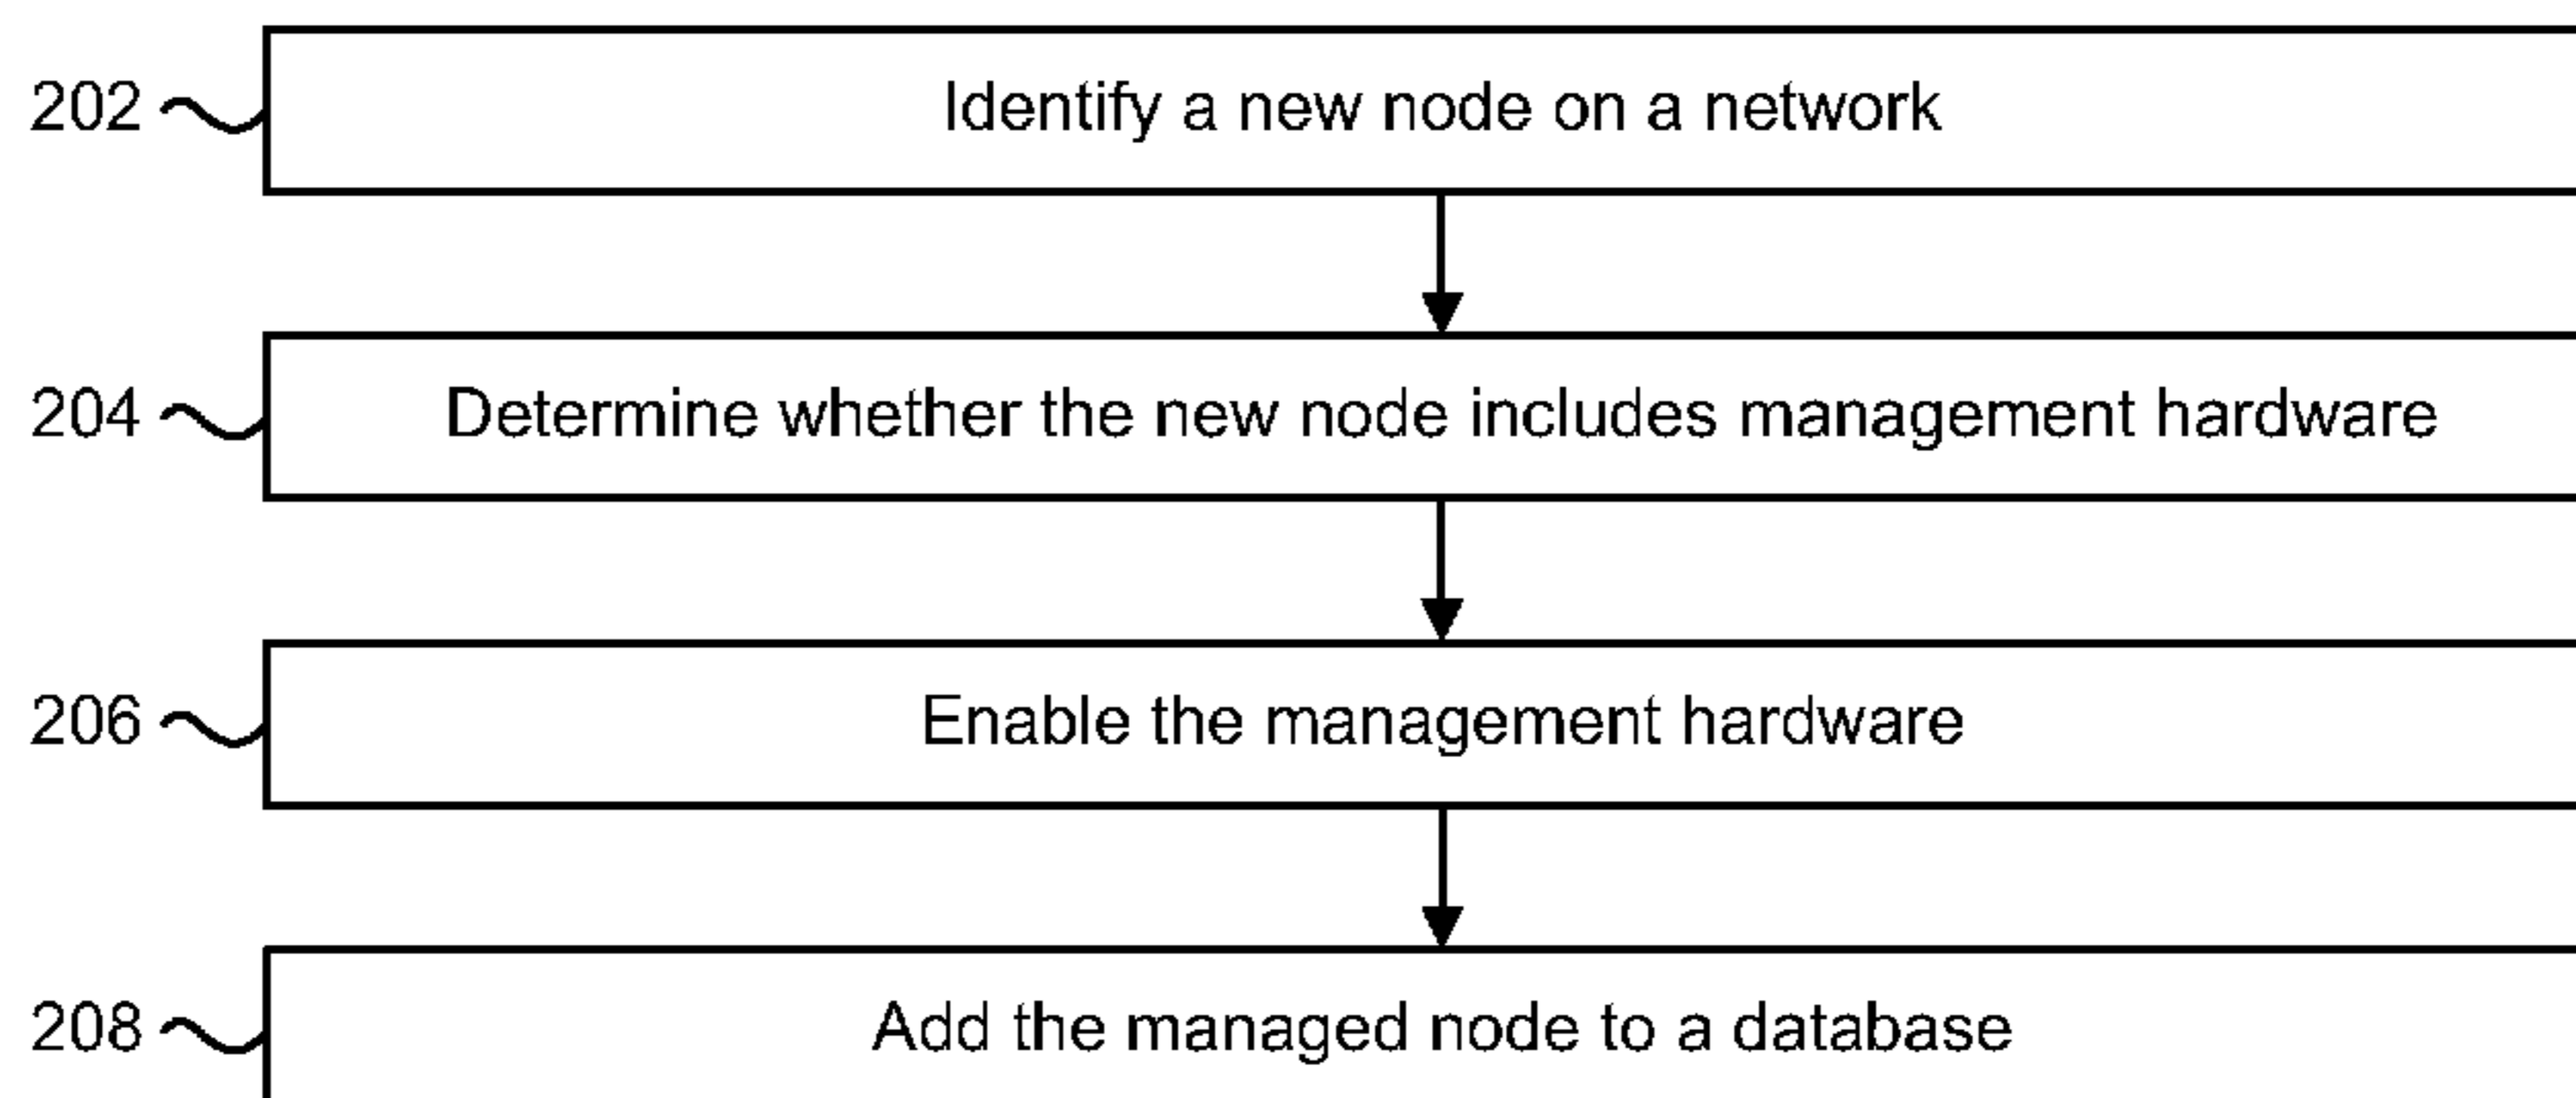 202 Identify a new node on a network
204 Determine whether the new node includes management hardware
206 Enable the management hardware
208 Add the managed node to a database